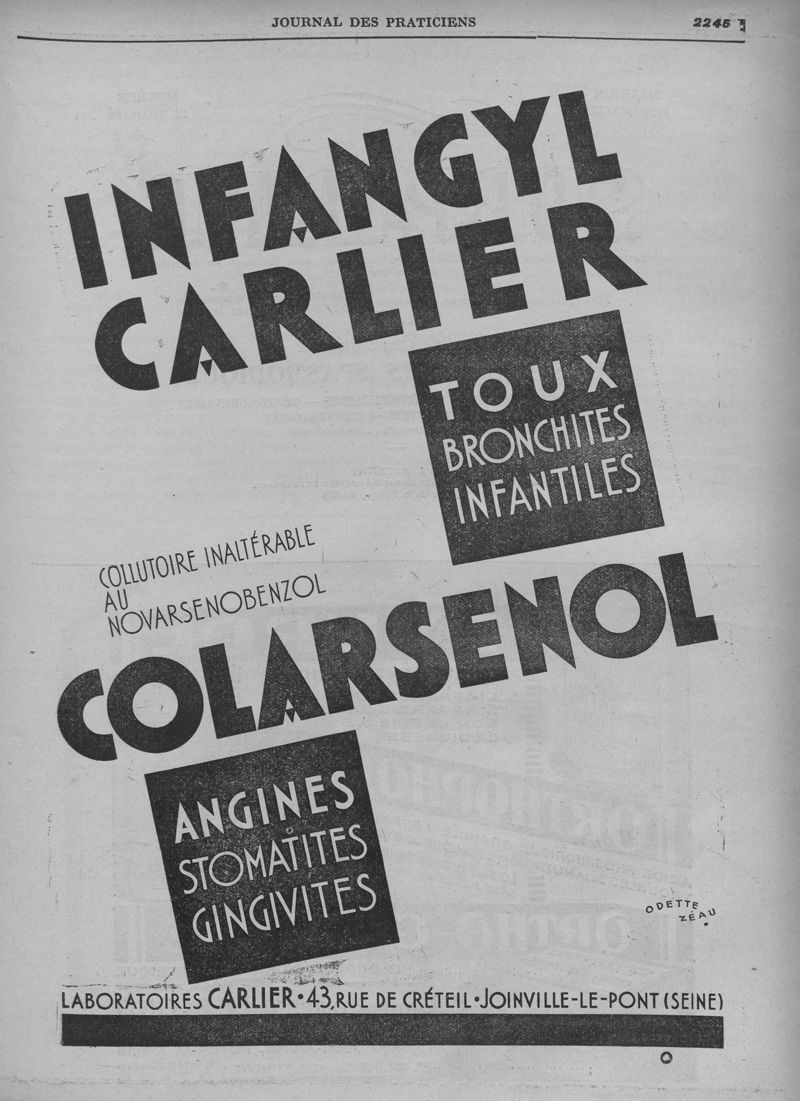 JOURNAL DES PRATICIENS
2245
INFANGYL
CARLIER
TOUX
BRONCHITES
INFANTILES
COLLUTOIRE INALTÉRABLE
AU
NOVARSENOBENZOL
COLARSENOL
ANGINES
STOMATITES
GINGIVITES
ODETTE
ZÉAU
LABORATOIRES CARLIER • 43, RUE DE CRÉTEIL • JOINVILLE-LE-PONT (SEINE)